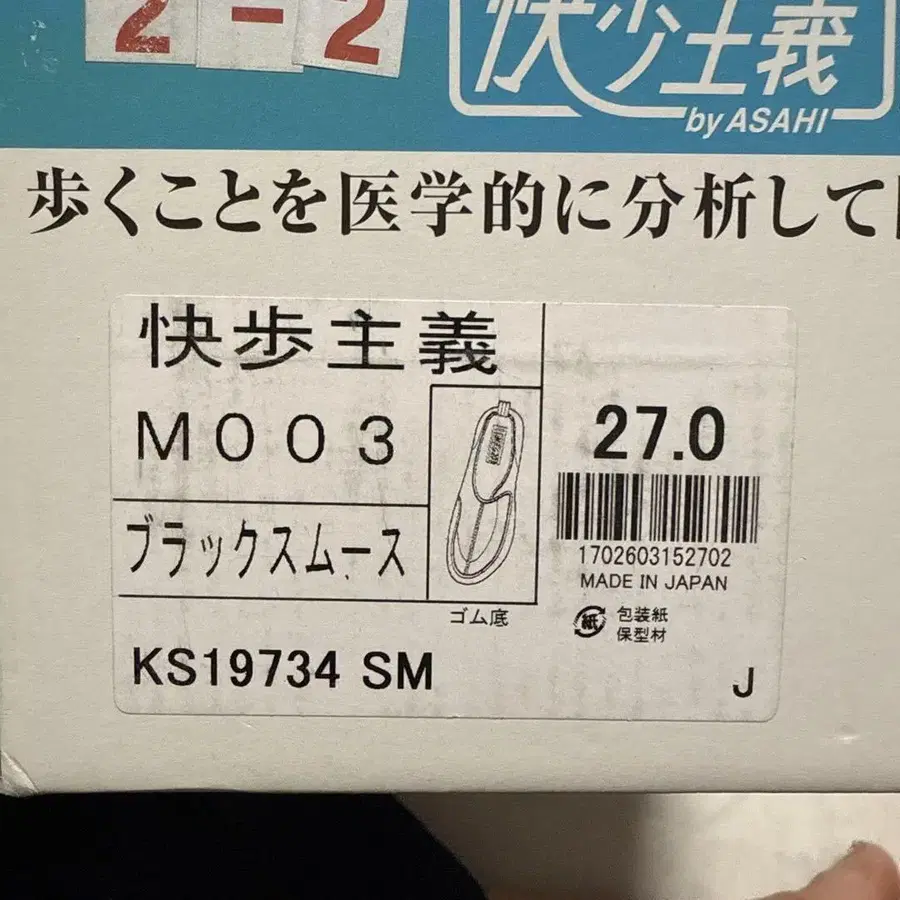 2-2
快歩主義
by ASAHI
歩くことを医学的に分析して
快歩主義
M003
ブラックスムース
27.0
1702603152702
MADE IN JAPAN
ゴム底
紙
包装紙
保型材
KS19734 SM
J